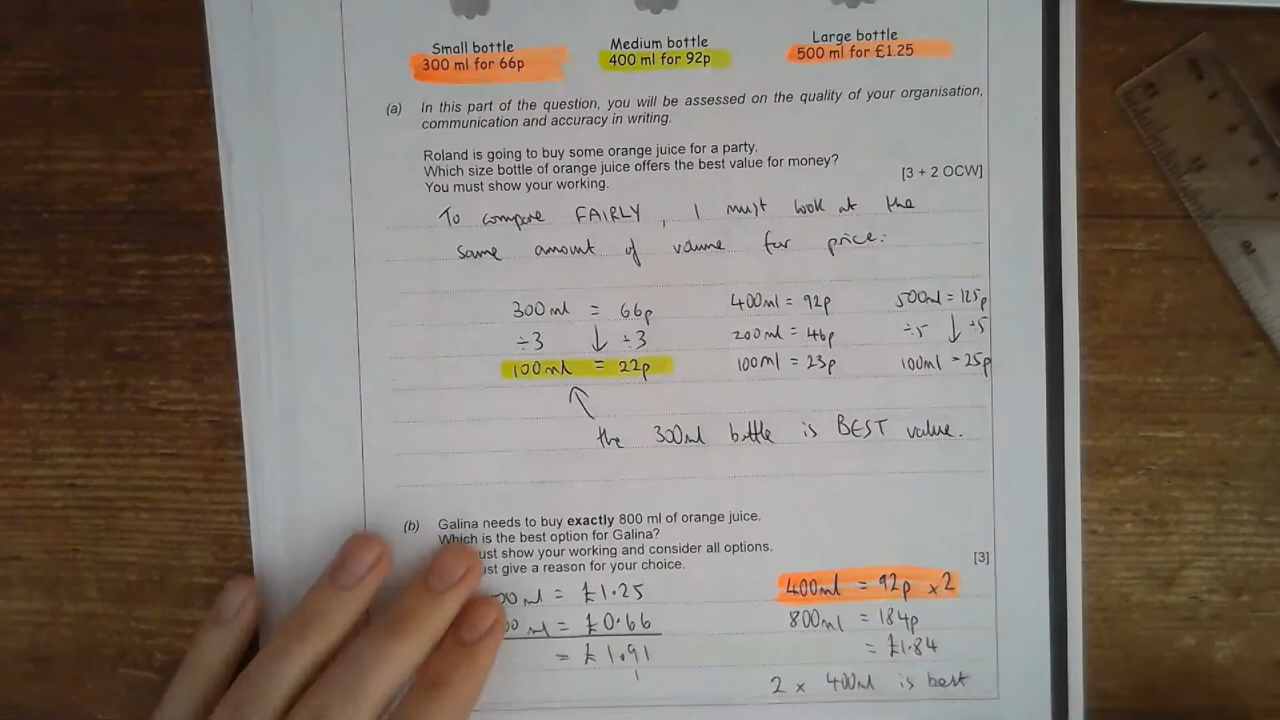 Small bottle
300 ml for 66p
Medium bottle
400 ml for 92p
Large bottle
500 ml for £1.25
(a) In this part of the question, you will be assessed on the quality of your organisation,
communication and accuracy in writing.
Roland is going to buy some orange juice for a party.
Which size bottle of orange juice offers the best value for money?
You must show your working.
[3 + 2 OCW]
To compare FAIRLY, I must look at the
same amount of volume for price:
300ml = 66p
÷3 ↓ ÷3
100ml = 22p
400ml = 92p
200ml = 46p
100ml = 23p
500ml = 125p
÷5 ↓ ÷5
100ml = 25p
the 300ml bottle is BEST value.
(b) Galina needs to buy exactly 800 ml of orange juice.
Which is the best option for Galina?
ust show your working and consider all options.
ust give a reason for your choice.
[3]
00ml = £1.25
00ml = £0.66
= £1.91
1
400ml = 92p ×2
800ml = 184p
= £1.84
2 × 400ml is best